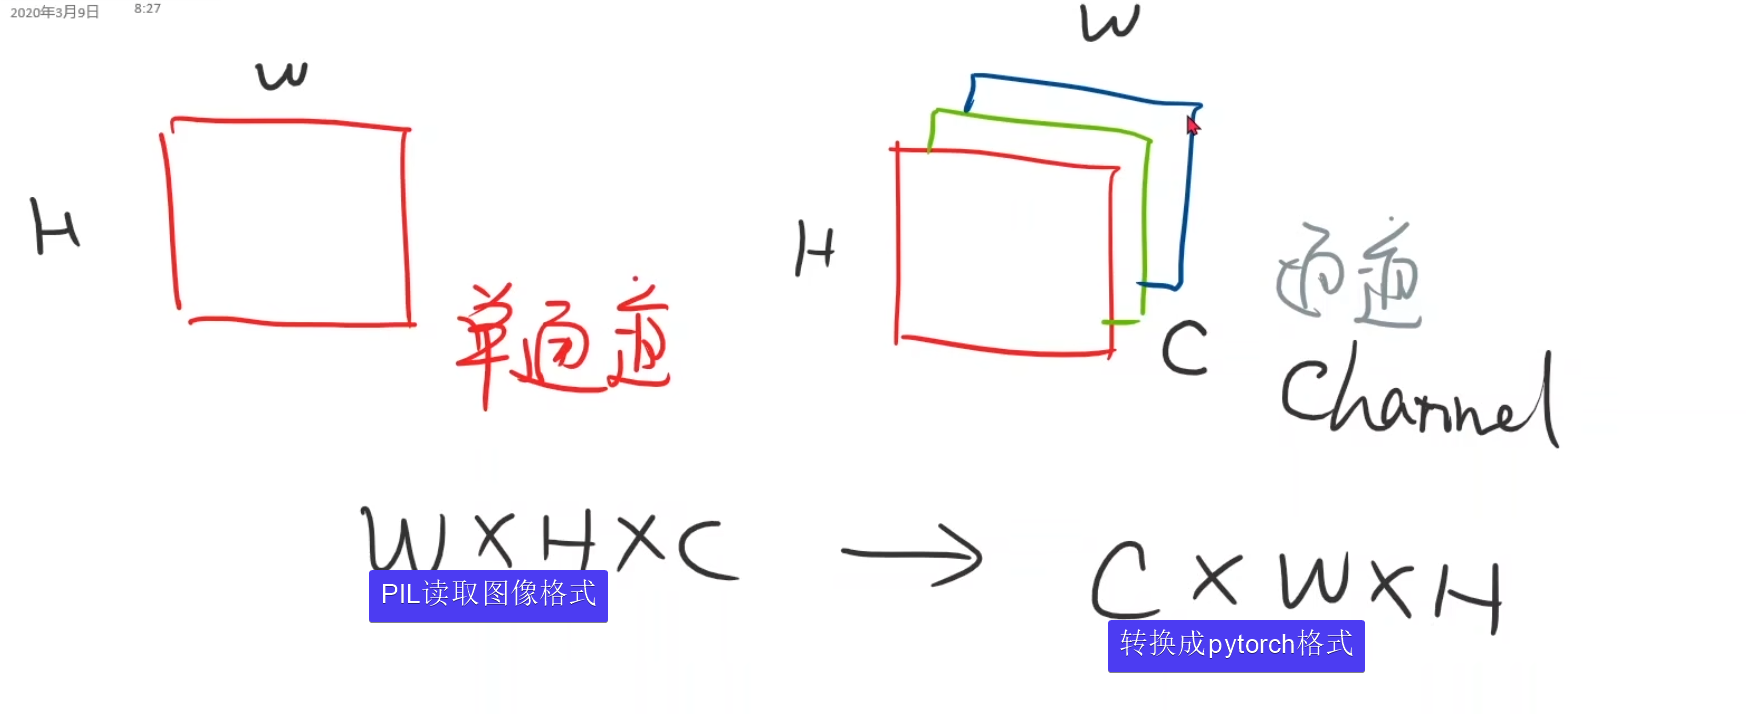 2020年3月9日 8:27
W
W
H
H
单通道
通道
C
Channel
W×H×C
C×W×H
PIL读取图像格式
转换成pytorch格式